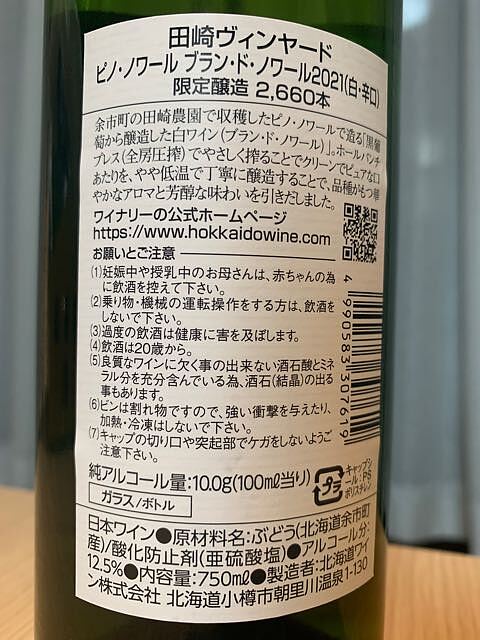 田崎ヴィンヤード
ピノ・ノワール ブラン・ド・ノワール2021(白・辛口)
限定醸造 2,660本
余市町の田崎農園で収穫したピノ・ノワールで造る「黒葡
萄から醸造した白ワイン(ブラン・ド・ノワール)」。ホールバンチ
プレス(全房圧搾)でやさしく搾ることでクリーンでピュアな口
あたりを、やや低温で丁寧に醸造することで、品種がもつ華
やかなアロマと芳醇な味わいを引きだしました。
ワイナリーの公式ホームページ
https://www.hokkaidowine.com
お願いとご注意
(1)妊娠中や授乳中のお母さんは、赤ちゃんの為
に飲酒を控えて下さい。
(2)乗り物・機械の運転操作をする方は、飲酒を
しないで下さい。
(3)過度の飲酒は健康に害を及ぼします。
(4)飲酒は20歳から。
(5)良質なワインに欠く事の出来ない酒石酸とミネ
ラル分を充分含んでいる為、酒石(結晶)の出る
事もあります。
(6)ビンは割れ物ですので、強い衝撃を与えたり、
加熱・冷凍はしないで下さい。
(7)キャップの切り口や突起部でケガをしないようご
注意下さい。
4 990583 307619
純アルコール量:10.0g(100mℓ当り)
ガラス/ボトル
プラ
キャップシ
ール:PS
ポリスチレン
日本ワイン●原材料名:ぶどう(北海道余市町
産)/酸化防止剤(亜硫酸塩)●アルコール分:
12.5%●内容量:750mℓ●製造者:北海道ワイ
ン株式会社 北海道小樽市朝里川温泉1-130